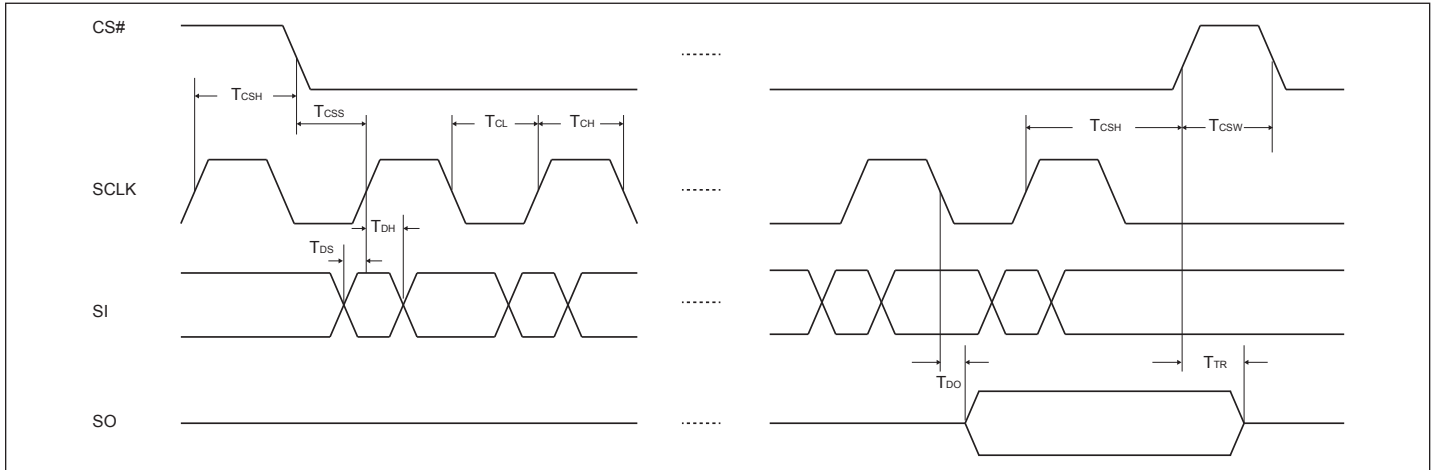 CS#
TCSH
TCSS
TCL
TCH
TCSH
TCSW
SCLK
TDH
TDS
SI
TDO
TTR
SO